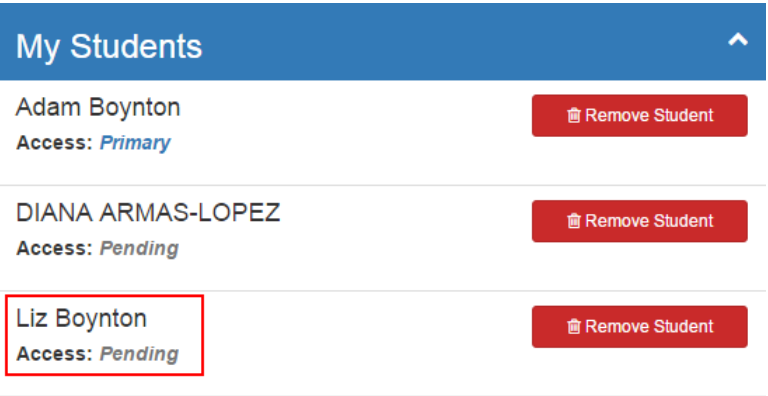 My Students
Adam Boynton
Remove Student
Access: Primary
DIANA ARMAS-LOPEZ
Remove Student
Access: Pending
Liz Boynton
Remove Student
Access: Pending